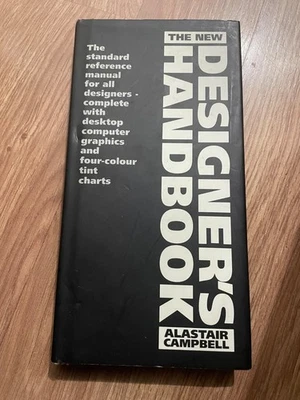 THE NEW
DESIGNER'S
HANDBOOK
ALASTAIR
CAMPBELL
The
standard
reference
manual
for all
designers -
complete
with
desktop
computer
graphics
and
four-colour
tint
charts